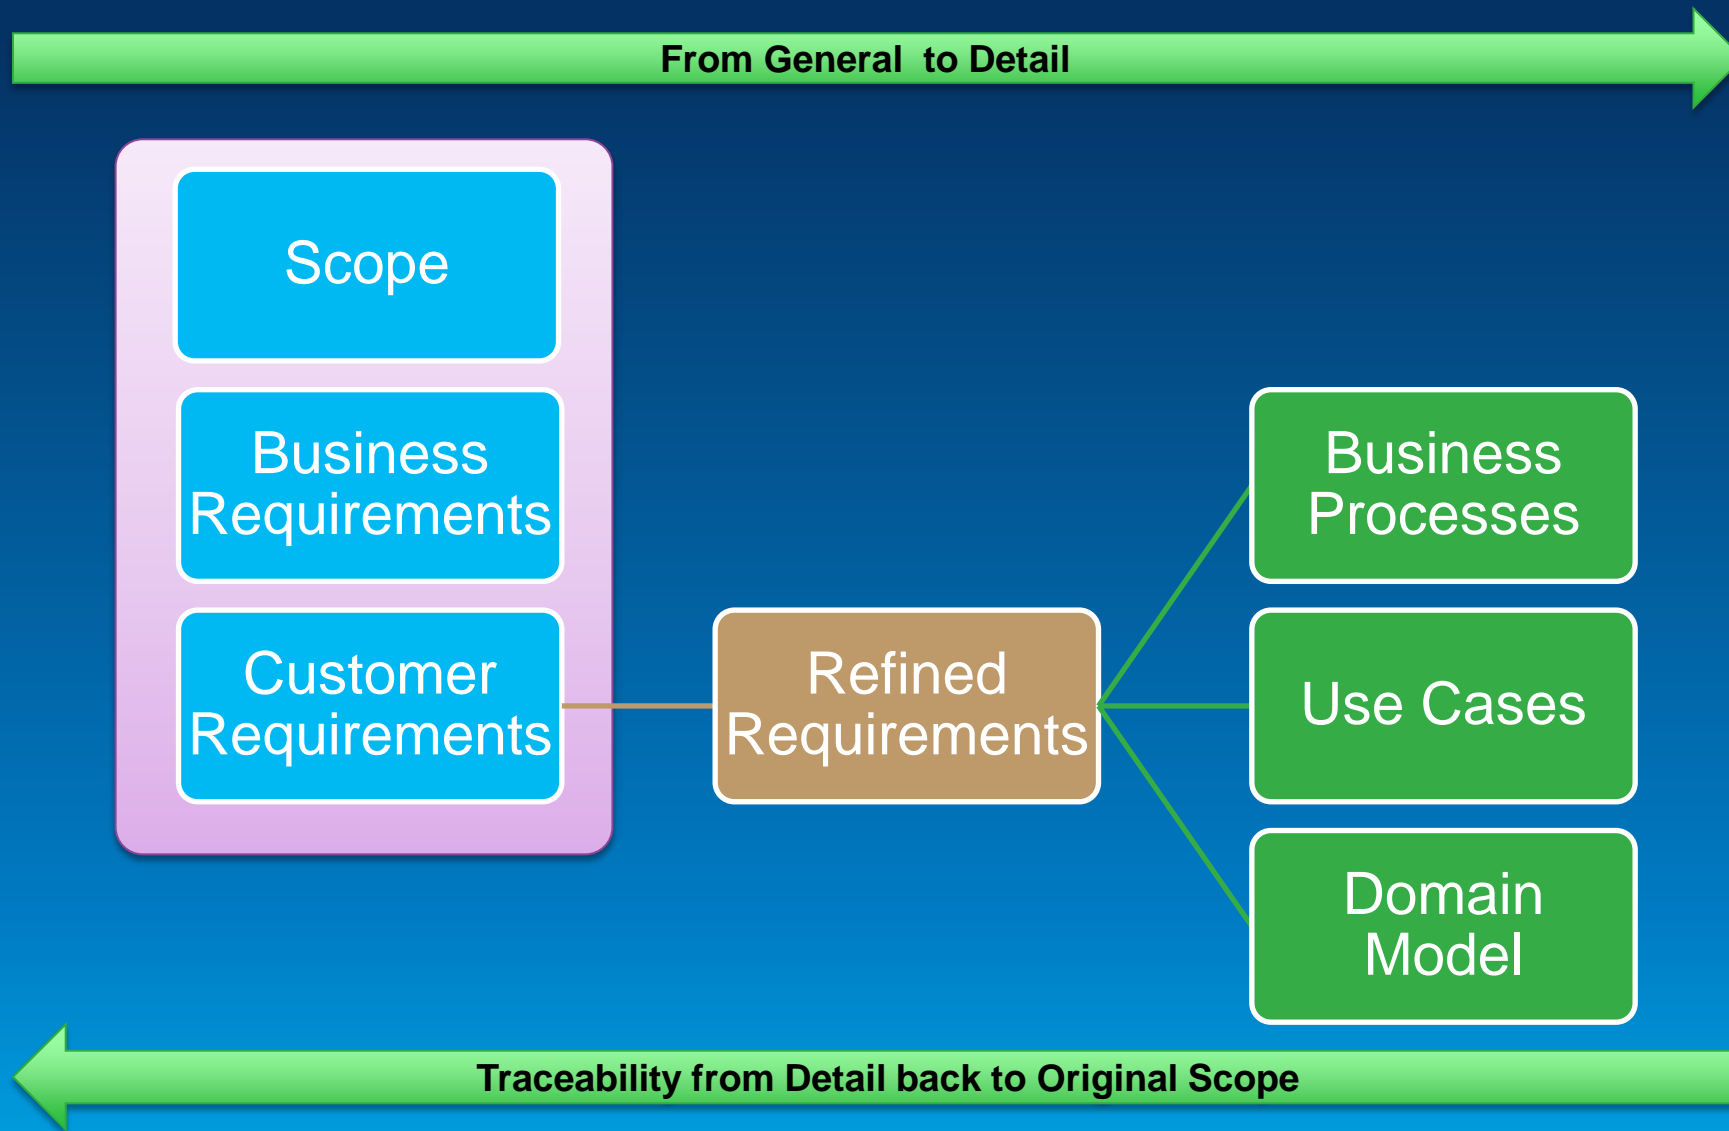 From General  to Detail
Scope
Business
Requirements
Customer
Requirements
Refined
Requirements
Business
Processes
Use Cases
Domain
Model
Traceability from Detail back to Original Scope